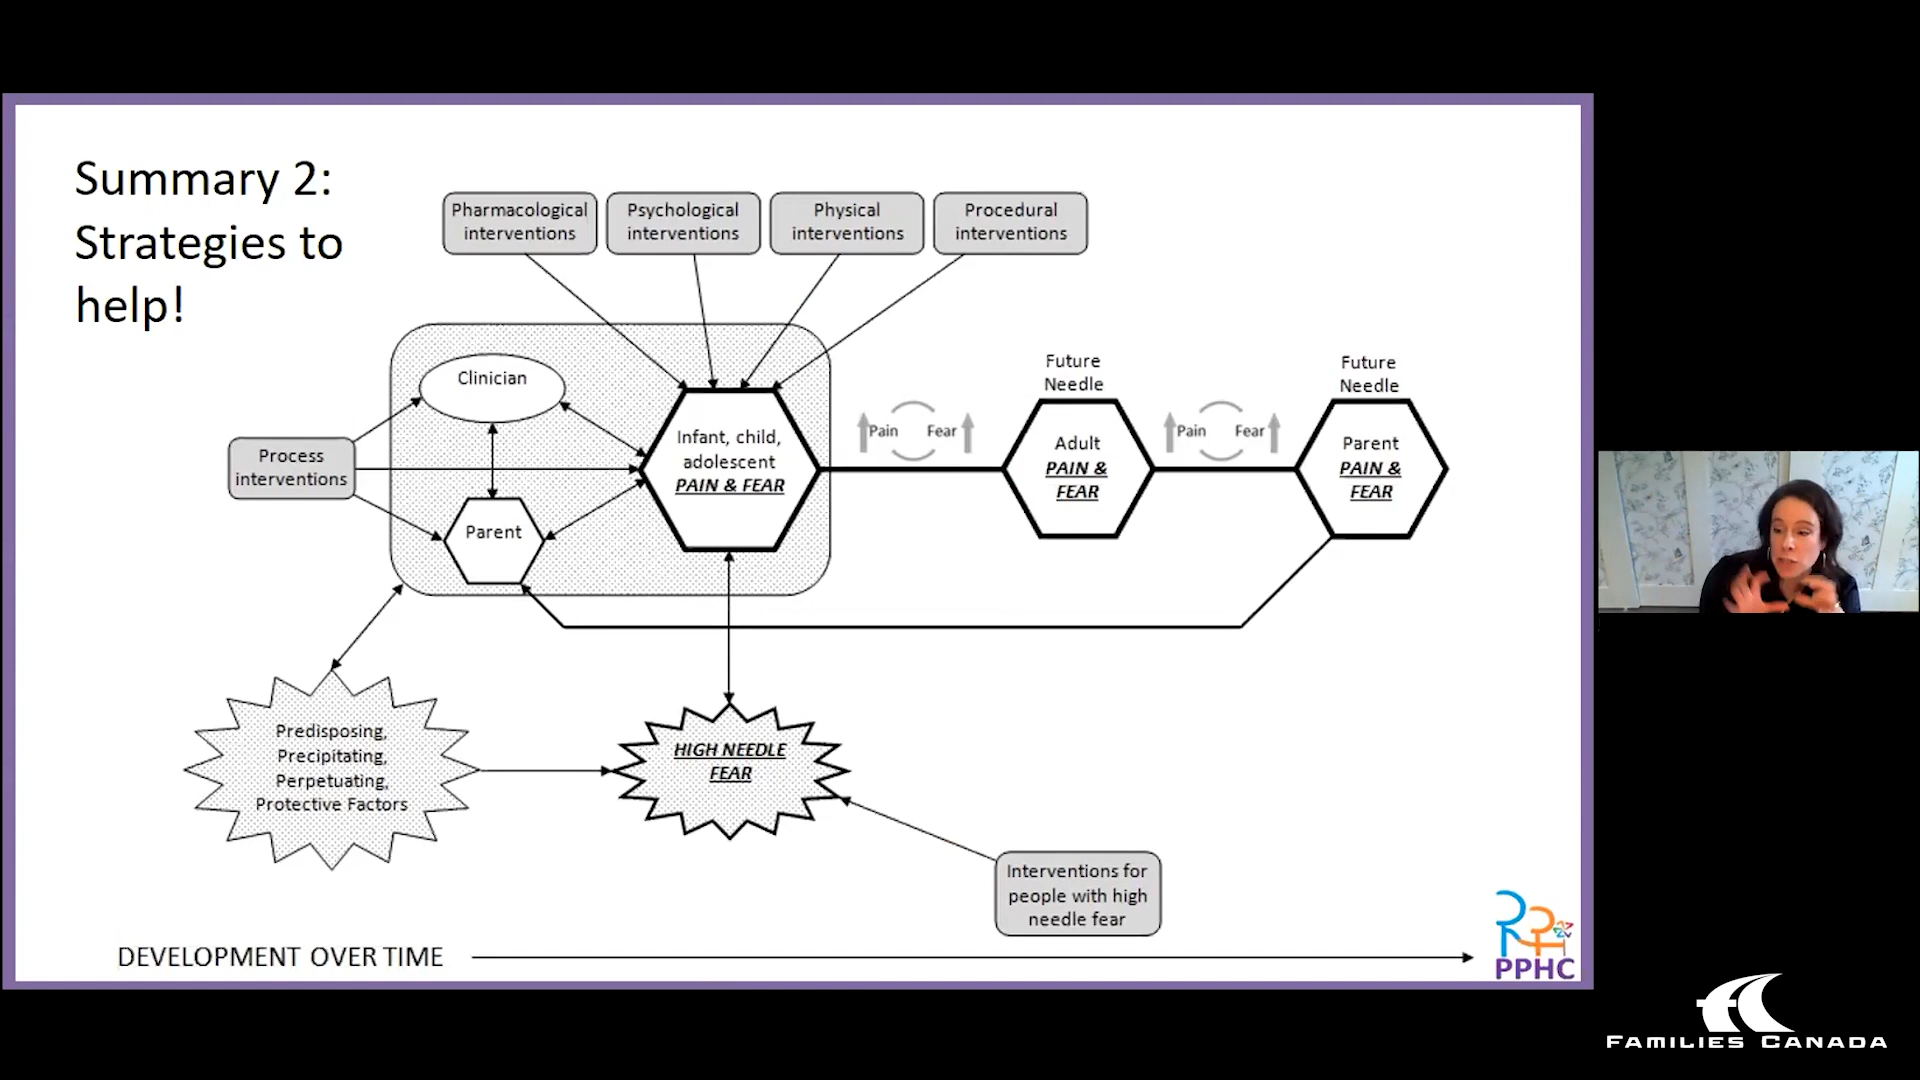 Summary 2:
Strategies to
help!
Pharmacological
interventions
Psychological
interventions
Physical
interventions
Procedural
interventions
Clinician
Process
interventions
Parent
Infant, child,
adolescent
PAIN & FEAR
Pain
Fear
Future
Needle
Adult
PAIN &
FEAR
Pain
Fear
Future
Needle
Parent
PAIN &
FEAR
Predisposing,
Precipitating,
Perpetuating,
Protective Factors
HIGH NEEDLE
FEAR
Interventions for
people with high
needle fear
DEVELOPMENT OVER TIME
PPHC
FAMILIES CANADA